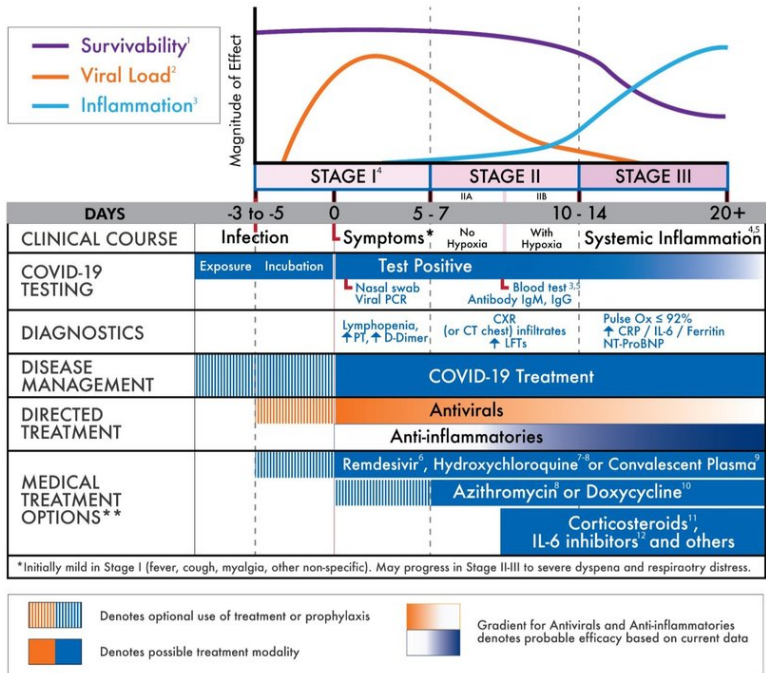 Survivability¹
Viral Load²
Inflammation³
Magnitude of Effect
STAGE I⁴
STAGE II
STAGE III
IIA
IIB
DAYS
-3 to -5
0
5 - 7
10 - 14
20+
CLINICAL COURSE
Infection
Symptoms*
No
Hypoxia
With
Hypoxia
Systemic Inflammation⁴,⁵
COVID-19
TESTING
Exposure
Incubation
Test Positive
Nasal swab
Viral PCR
Blood test³,⁵
Antibody IgM, IgG
DIAGNOSTICS
Lymphopenia,
↑PT, ↑ D-Dimer
CXR
(or CT chest) infiltrates
↑ LFTs
Pulse Ox ≤ 92%
↑ CRP / IL-6 / Ferritin
NT-ProBNP
DISEASE
MANAGEMENT
COVID-19 Treatment
DIRECTED
TREATMENT
Antivirals
Anti-inflammatories
MEDICAL
TREATMENT
OPTIONS**
Remdesivir⁶, Hydroxychloroquine⁷⁻⁸ or Convalescent Plasma⁹
Azithromycin⁸ or Doxycycline¹⁰
Corticosteroids¹¹,
IL-6 inhibitors¹² and others
*Initially mild in Stage I (fever, cough, myalgia, other non-specific). May progress in Stage II-III to severe dyspena and respiraotry distress.
Denotes optional use of treatment or prophylaxis
Denotes possible treatment modality
Gradient for Antivirals and Anti-inflammatories
denotes probable efficacy based on current data